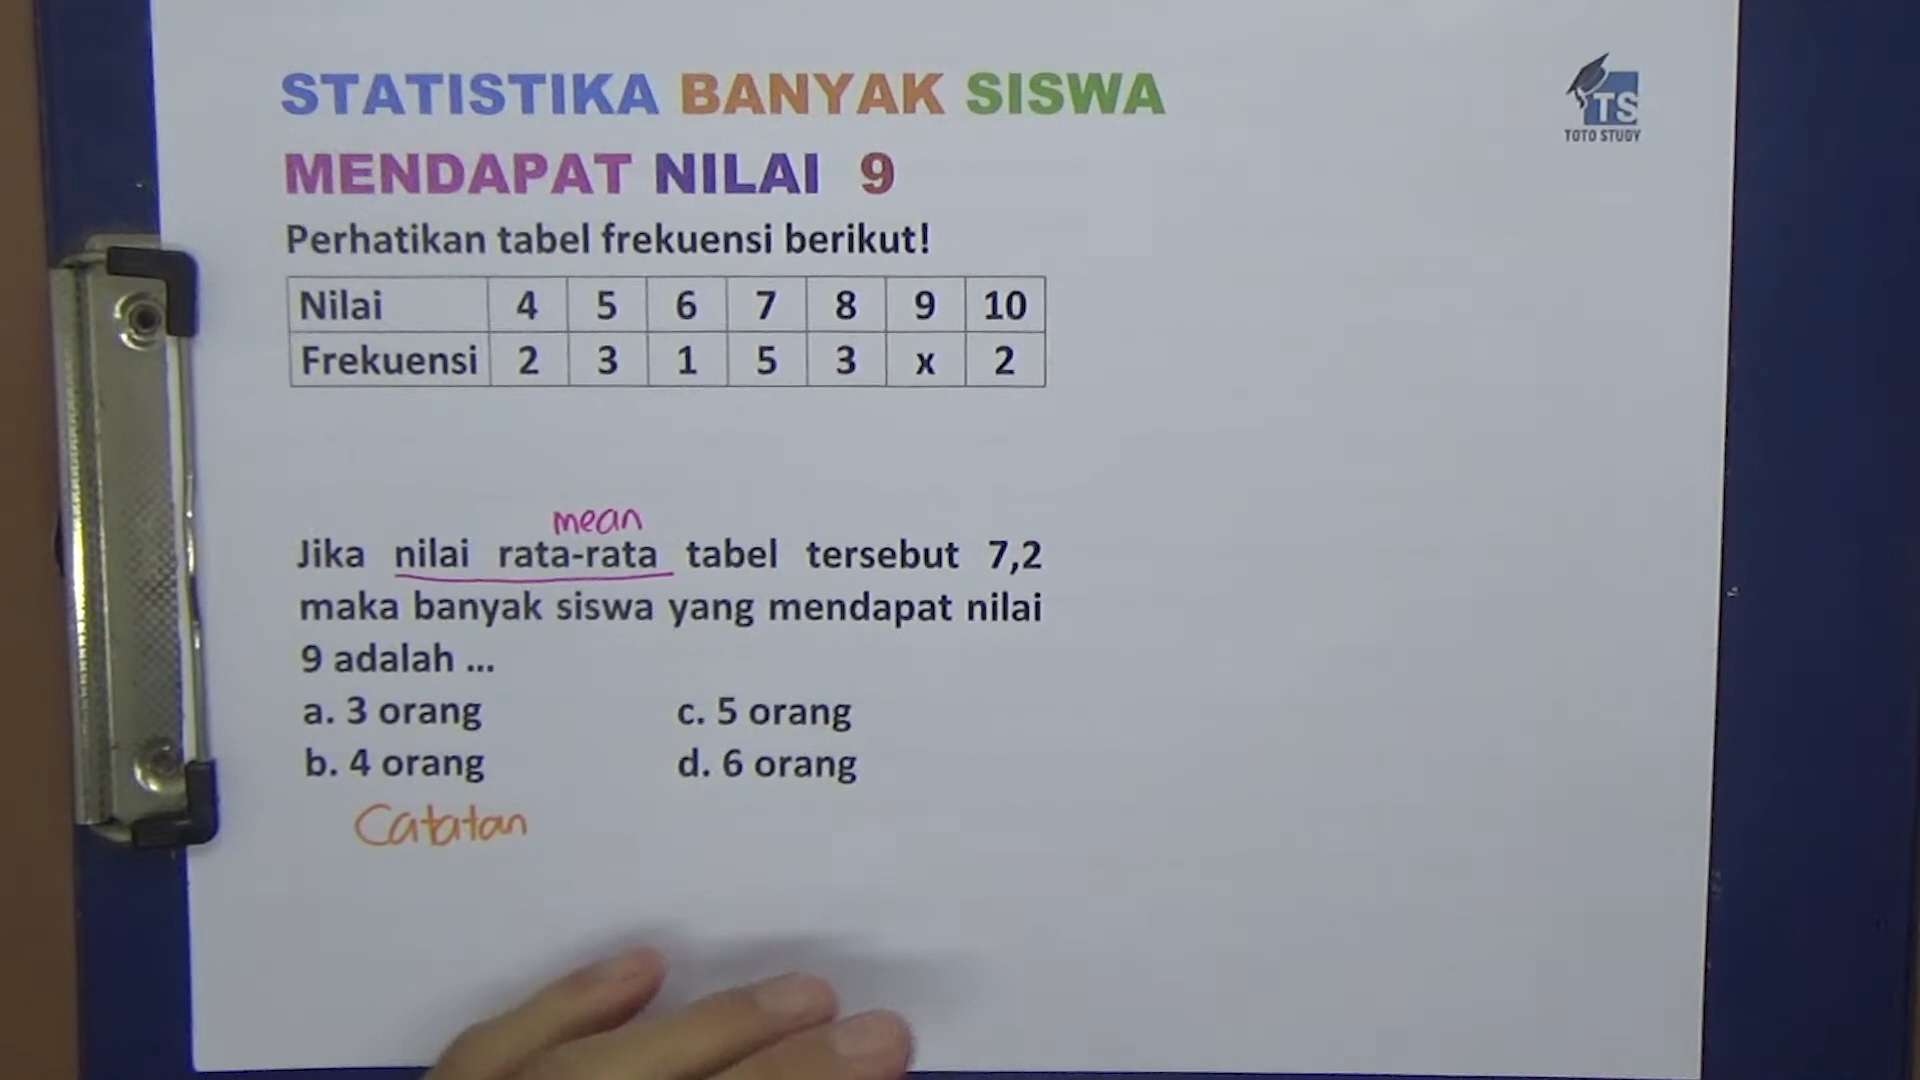 STATISTIKA BANYAK SISWA
MENDAPAT NILAI 9
TS
TOTO STUDY
Perhatikan tabel frekuensi berikut!
Nilai 4 5 6 7 8 9 10
Frekuensi 2 3 1 5 3 x 2
mean
Jika nilai rata-rata tabel tersebut 7,2
maka banyak siswa yang mendapat nilai
9 adalah ...
a. 3 orang c. 5 orang
b. 4 orang d. 6 orang
Catatan